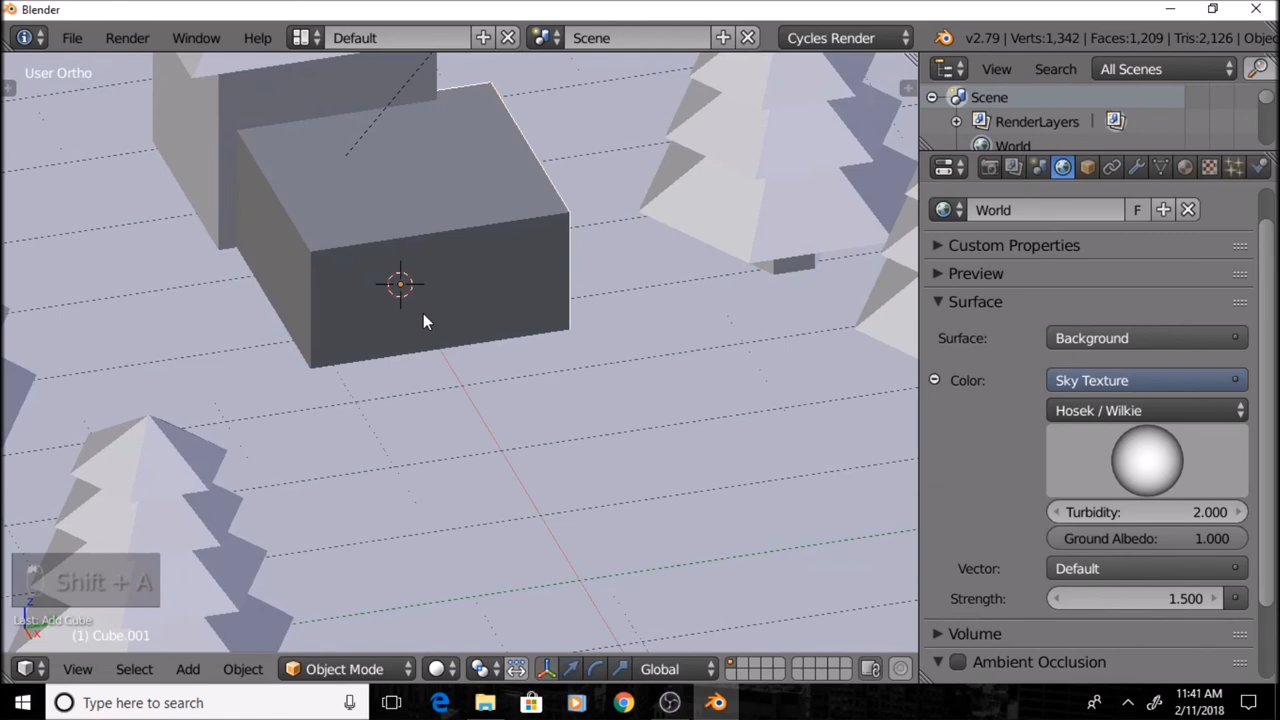 Blender
File Render Window Help Default Scene Cycles Render v2.79 | Verts:1,342 | Faces:1,209 | Tris:2,126 | Objec
User Ortho
View Search All Scenes
Scene
RenderLayers
World
World F
Custom Properties
Preview
Surface
Surface: Background
Color: Sky Texture
Hosek / Wilkie
Turbidity: 2.000
Ground Albedo: 1.000
Vector: Default
Strength: 1.500
Volume
Ambient Occlusion
Shift + A
z
x
Last: Add Cube
(1) Cube.001
View Select Add Object Object Mode Global
Type here to search
11:41 AM
2/11/2018